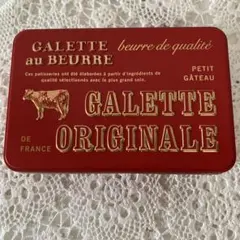 GALETTE beurre de qualité
au BEURRE
Ces patisseries ont été élaborées à partir d'ingrédients de
qualité sélectionnés avec le plus grand soin.
PETIT
GÂTEAU
GALETTE
ORIGINALE
DE
FRANCE